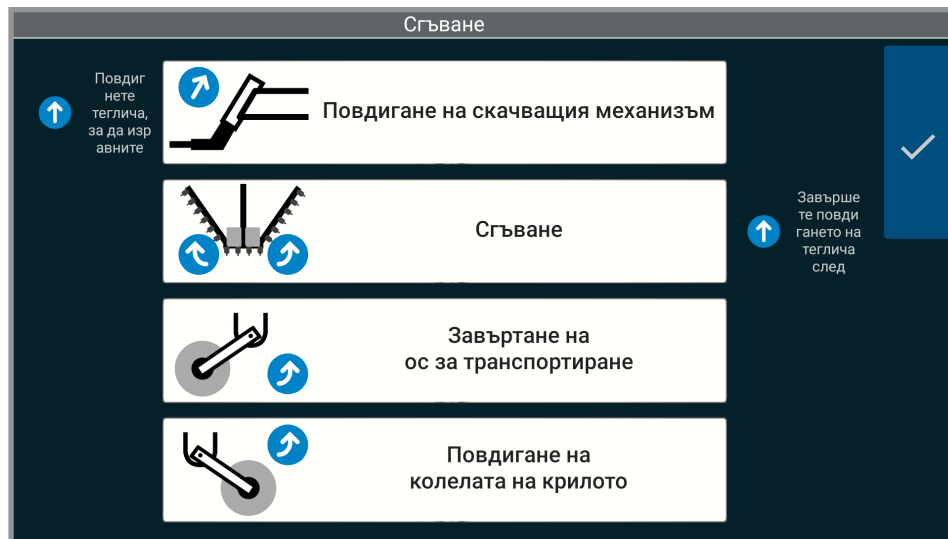 Сгъване
Повдиг
нете
теглича,
за да изр
авните
Повдигане на скачващия механизъм
Сгъване
Завърше
те повди
гането на
теглича
след
Завъртане на
ос за транспортиране
Повдигане на
колелата на крилото